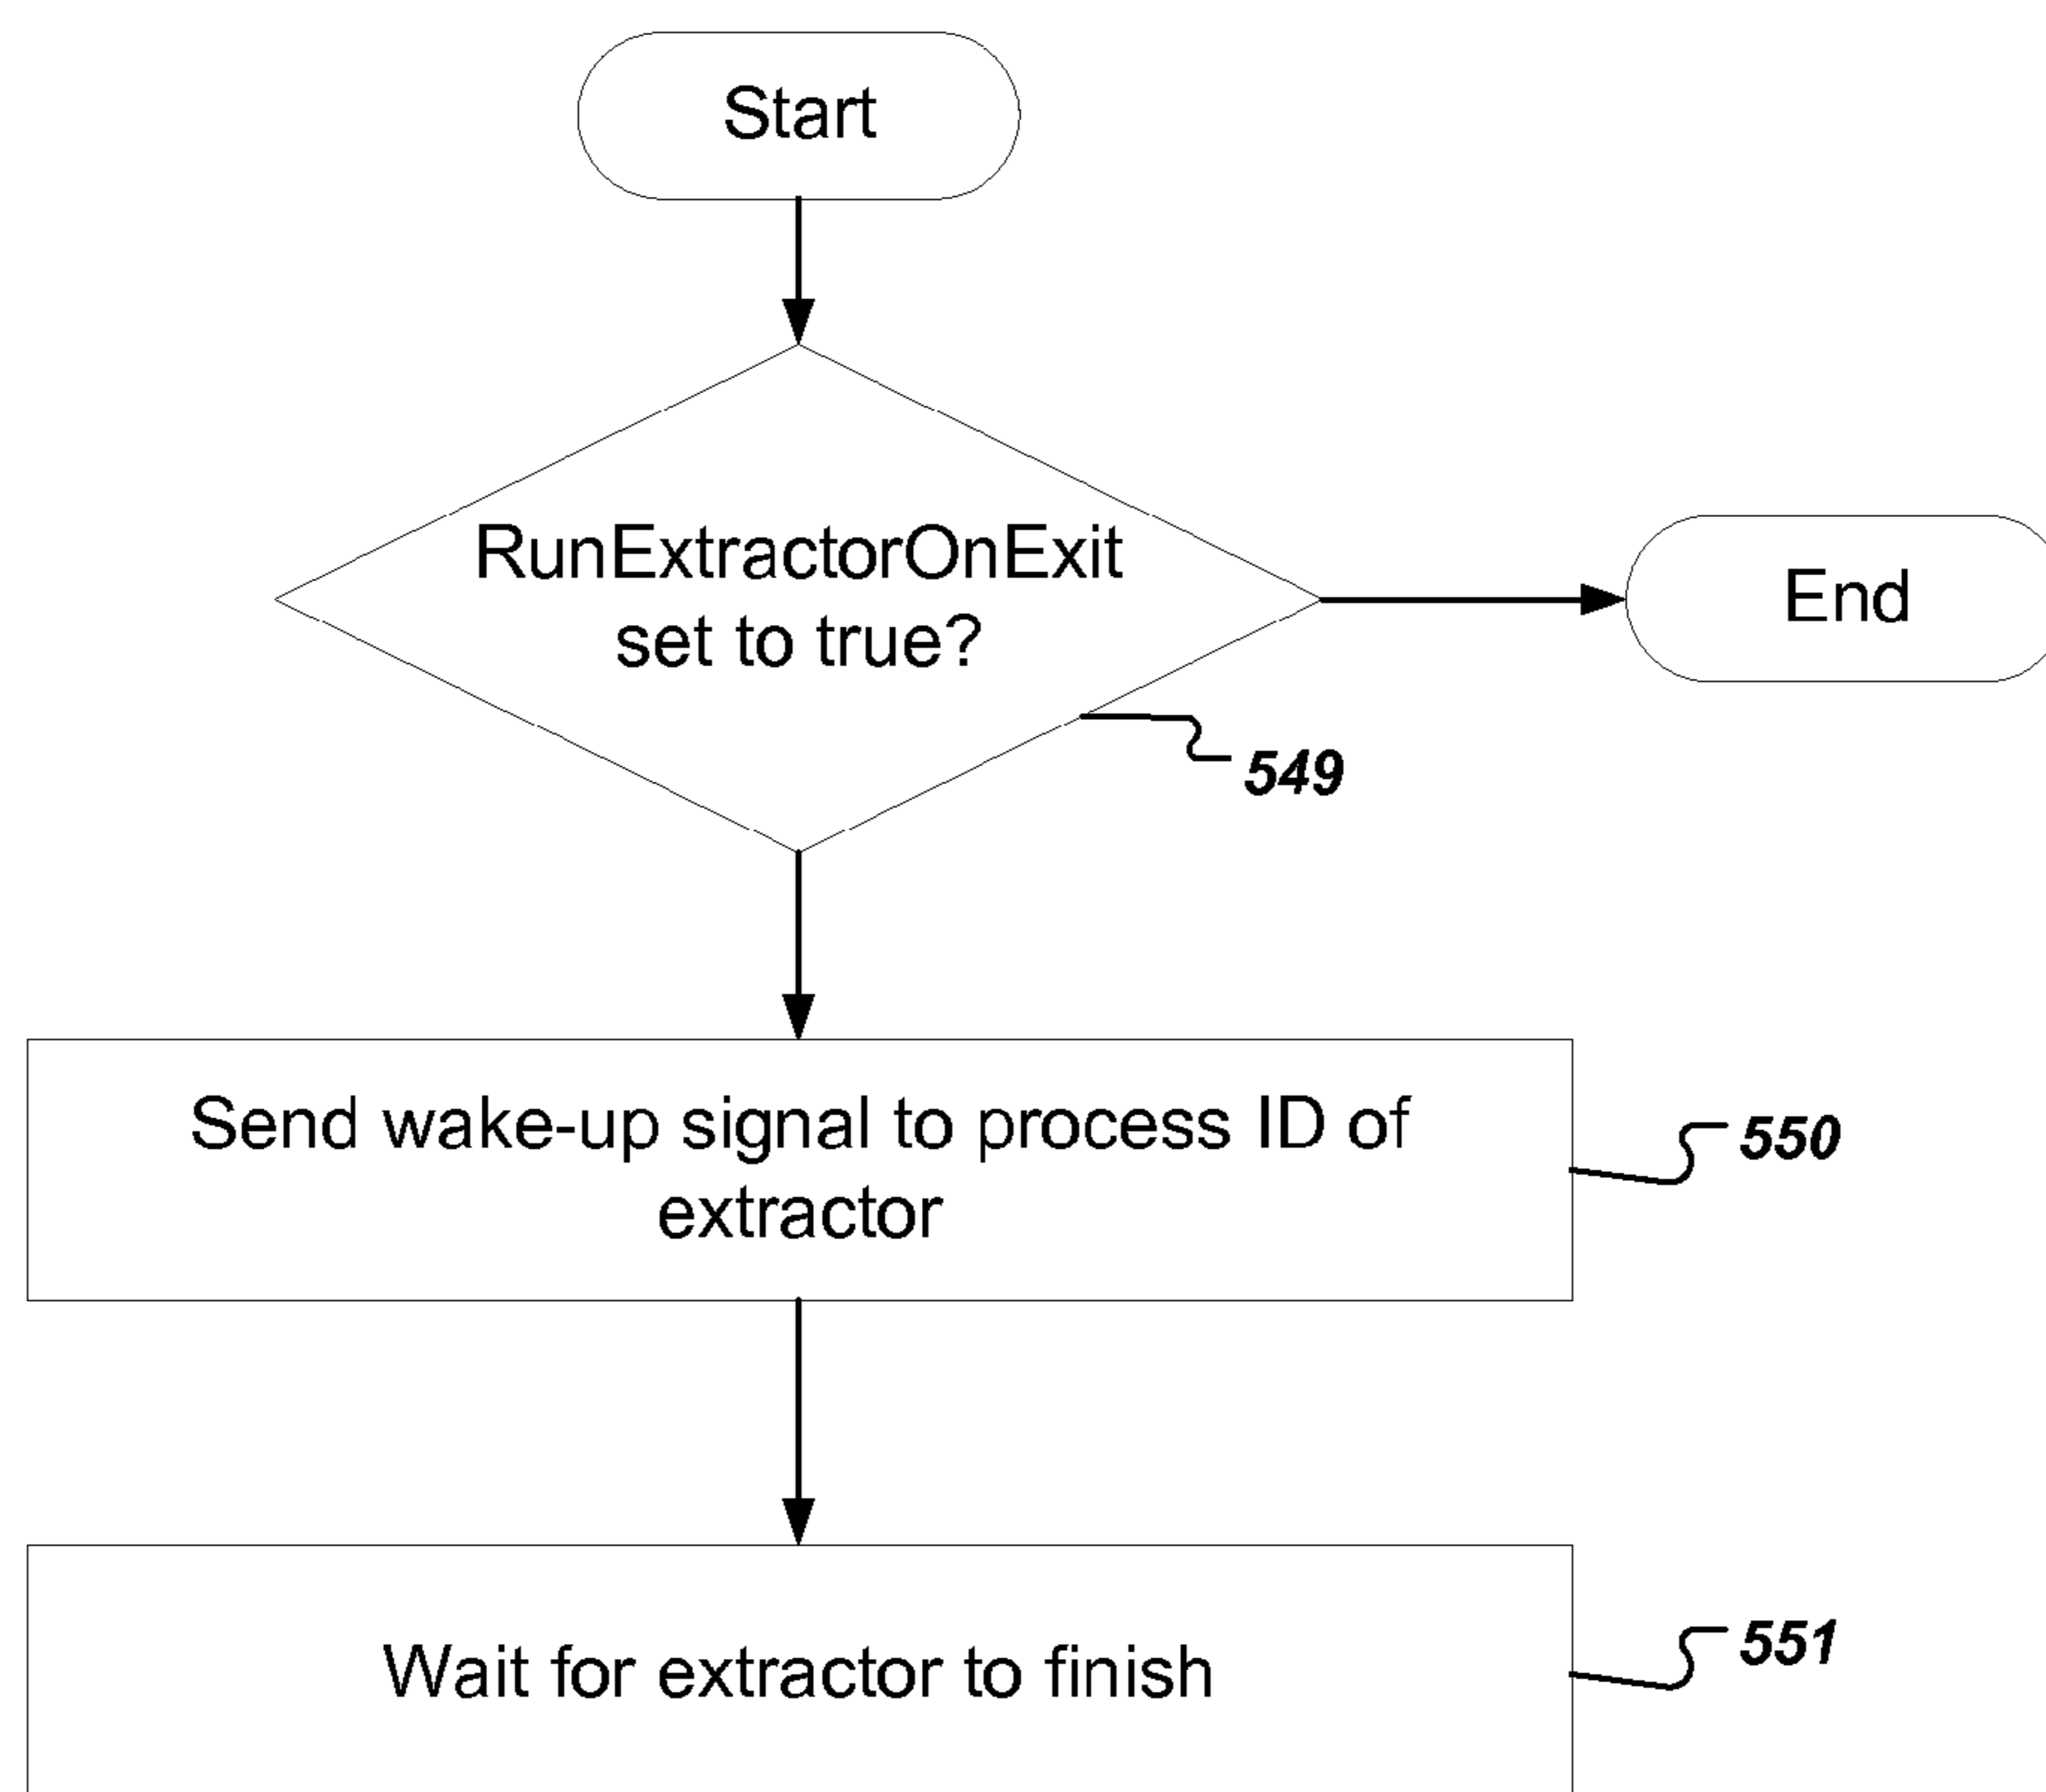 Start
RunExtractorOnExit
set to true?
End
549
Send wake-up signal to process ID of
extractor
550
Wait for extractor to finish
551